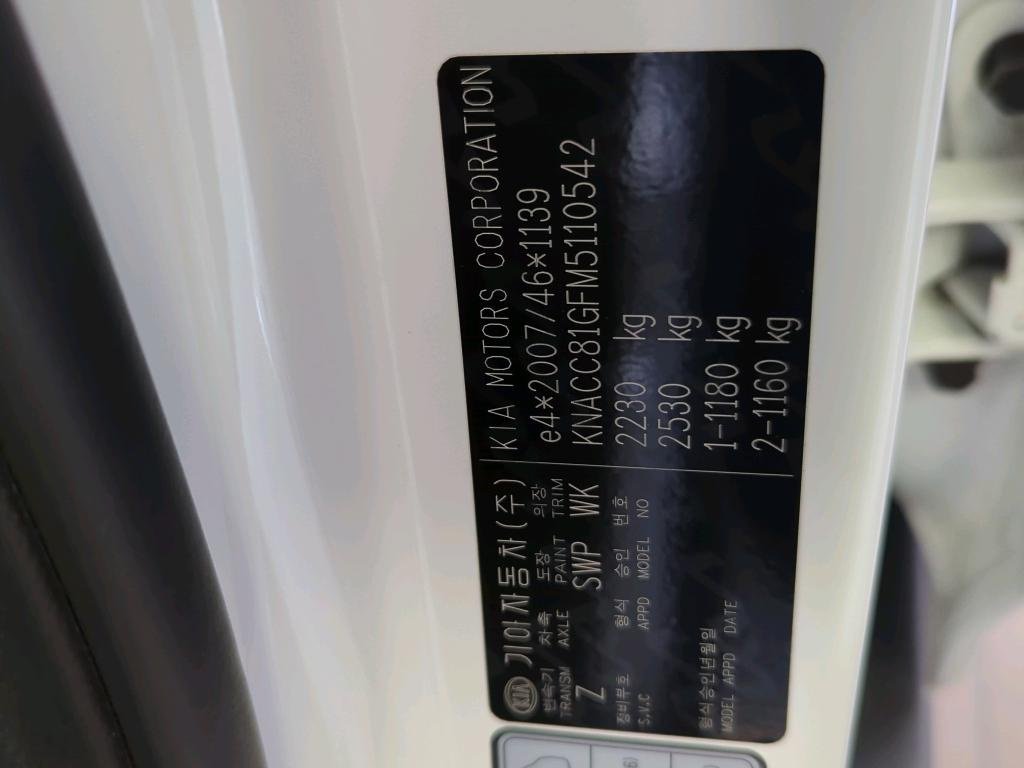 KIA 기아자동차(주) KIA MOTORS CORPORATION
변속기 차축 도장 의장
TRANSM AXLE PAINT TRIM
Z SWP WK
정비부호 형식 승인 번호
S.V.C APPD MODEL NO
형식승인년월일
MODEL APPD DATE
e4*2007/46*1139
KNACC81GFM5110542
2230 kg
2530 kg
1-1180 kg
2-1160 kg